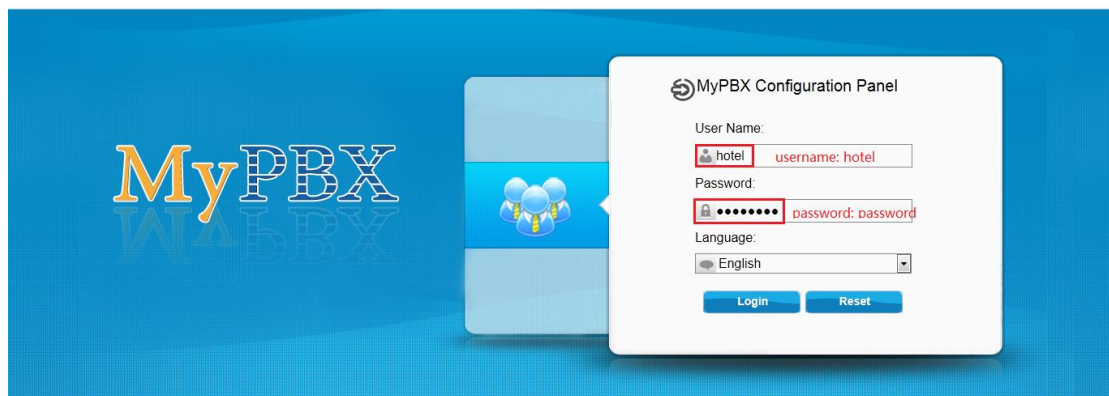 MyPBX
MyPBX Configuration Panel
User Name:
hotel username: hotel
Password:
●●●●●●●● password: password
Language:
English
Login Reset